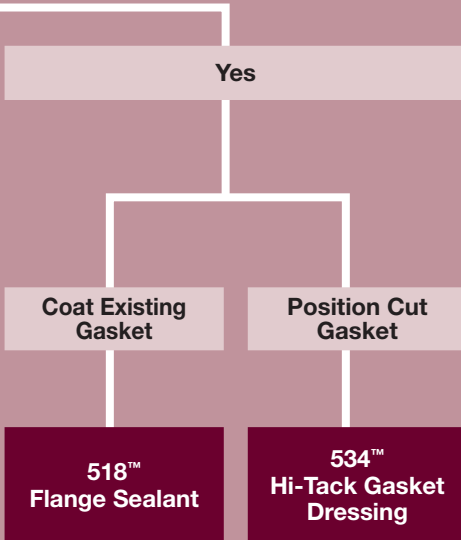 Yes
Coat Existing
Gasket
Position Cut
Gasket
518™
Flange Sealant
534™
Hi-Tack Gasket
Dressing